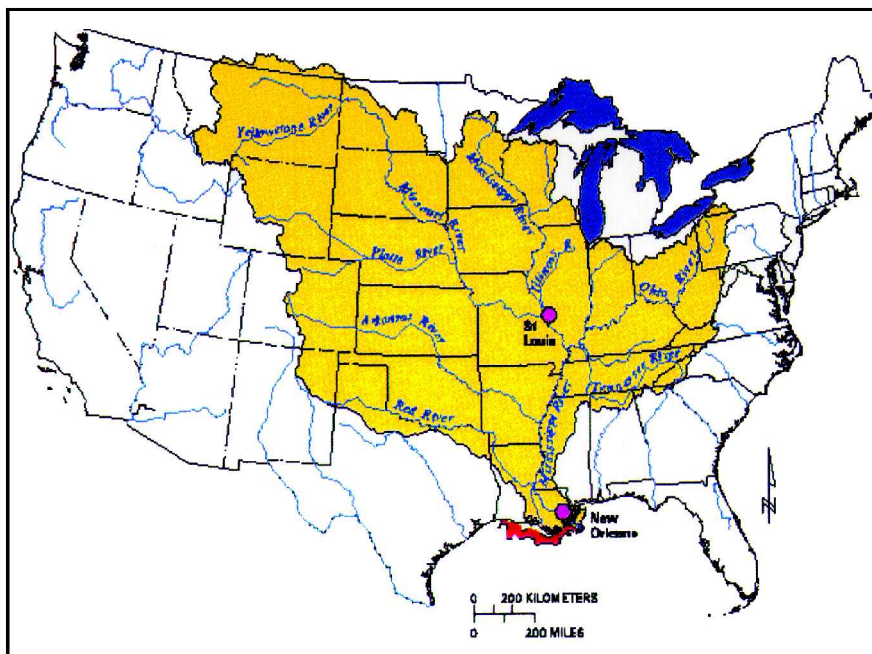 Yellowstone River
Missouri River
Mississippi River
Platte River
Illinois R.
Ohio River
St
Louis
Arkansas River
Tennessee River
Red River
Mississippi R.
New
Orleans
N
0 200 KILOMETERS
0 200 MILES